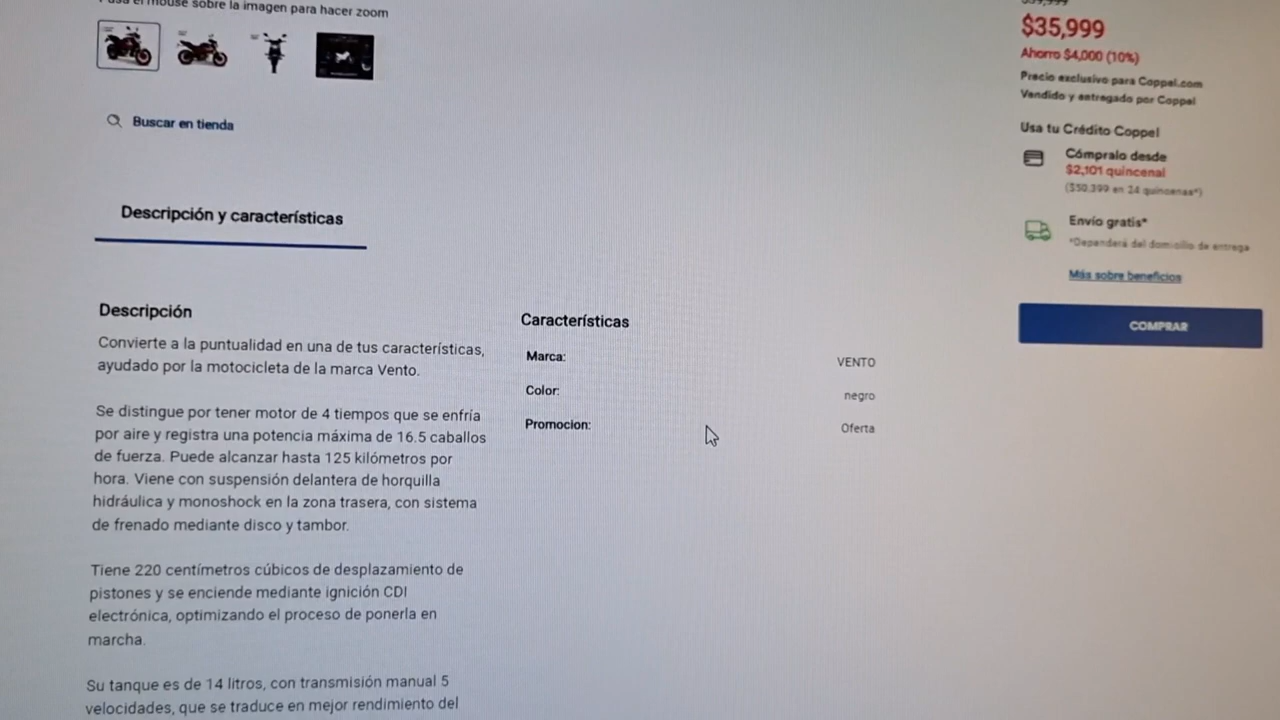 el mouse sobre la imagen para hacer zoom
Buscar en tienda
Descripción y características
Descripción
Convierte a la puntualidad en una de tus características,
ayudado por la motocicleta de la marca Vento.
Se distingue por tener motor de 4 tiempos que se enfría
por aire y registra una potencia máxima de 16.5 caballos
de fuerza. Puede alcanzar hasta 125 kilómetros por
hora. Viene con suspensión delantera de horquilla
hidráulica y monoshock en la zona trasera, con sistema
de frenado mediante disco y tambor.
Tiene 220 centímetros cúbicos de desplazamiento de
pistones y se enciende mediante ignición CDI
electrónica, optimizando el proceso de ponerla en
marcha.
Su tanque es de 14 litros, con transmisión manual 5
velocidades, que se traduce en mejor rendimiento del
Características
Marca: VENTO
Color: negro
Promocion: Oferta
$35,999
Ahorro $4,000 (10%)
Precio exclusivo para Coppel.com
Vendido y entregado por Coppel
Usa tu Crédito Coppel
Cómpralo desde
$2,101 quincenal
($50,399 en 24 quincenas*)
Envío gratis*
*Dependerá del domicilio de entrega
Más sobre beneficios
COMPRAR